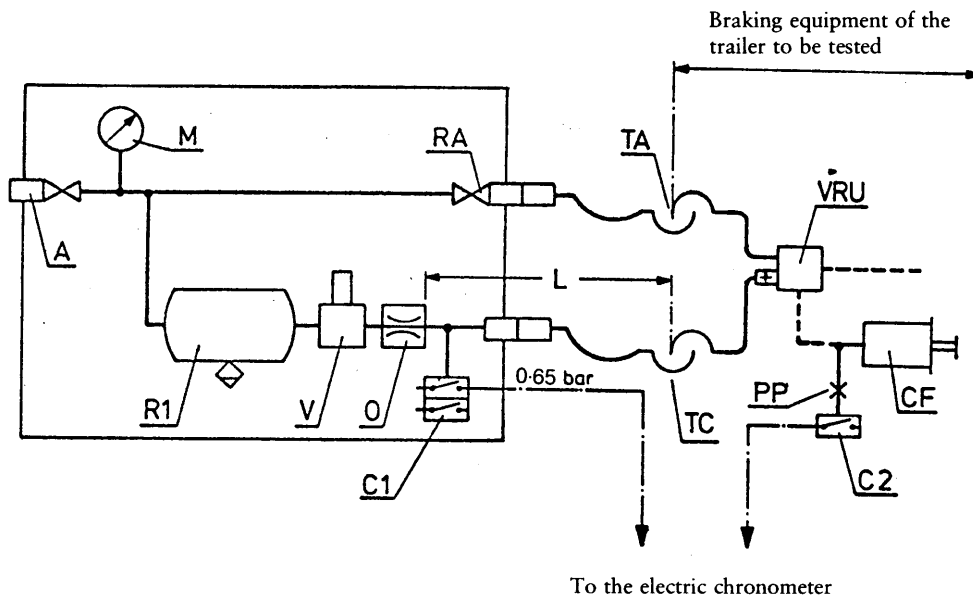 Braking equipment of the
trailer to be tested
M
RA
TA
VRU
A
L
R1
V
O
0·65 bar
C1
TC
PP
CF
C2
To the electric chronometer